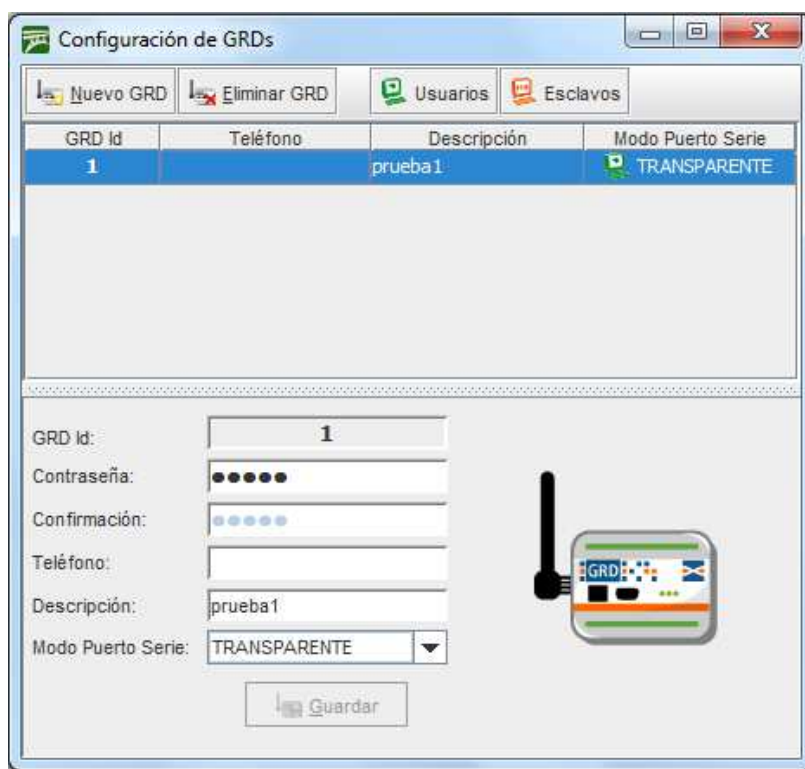 Configuración de GRDs
Nuevo GRD Eliminar GRD Usuarios Esclavos
GRD Id Teléfono Descripción Modo Puerto Serie
1 prueba1 TRANSPARENTE
GRD Id: 1
Contraseña: ●●●●●
Confirmación: ●●●●●
Teléfono:
Descripción: prueba1
Modo Puerto Serie: TRANSPARENTE
GRD
Guardar